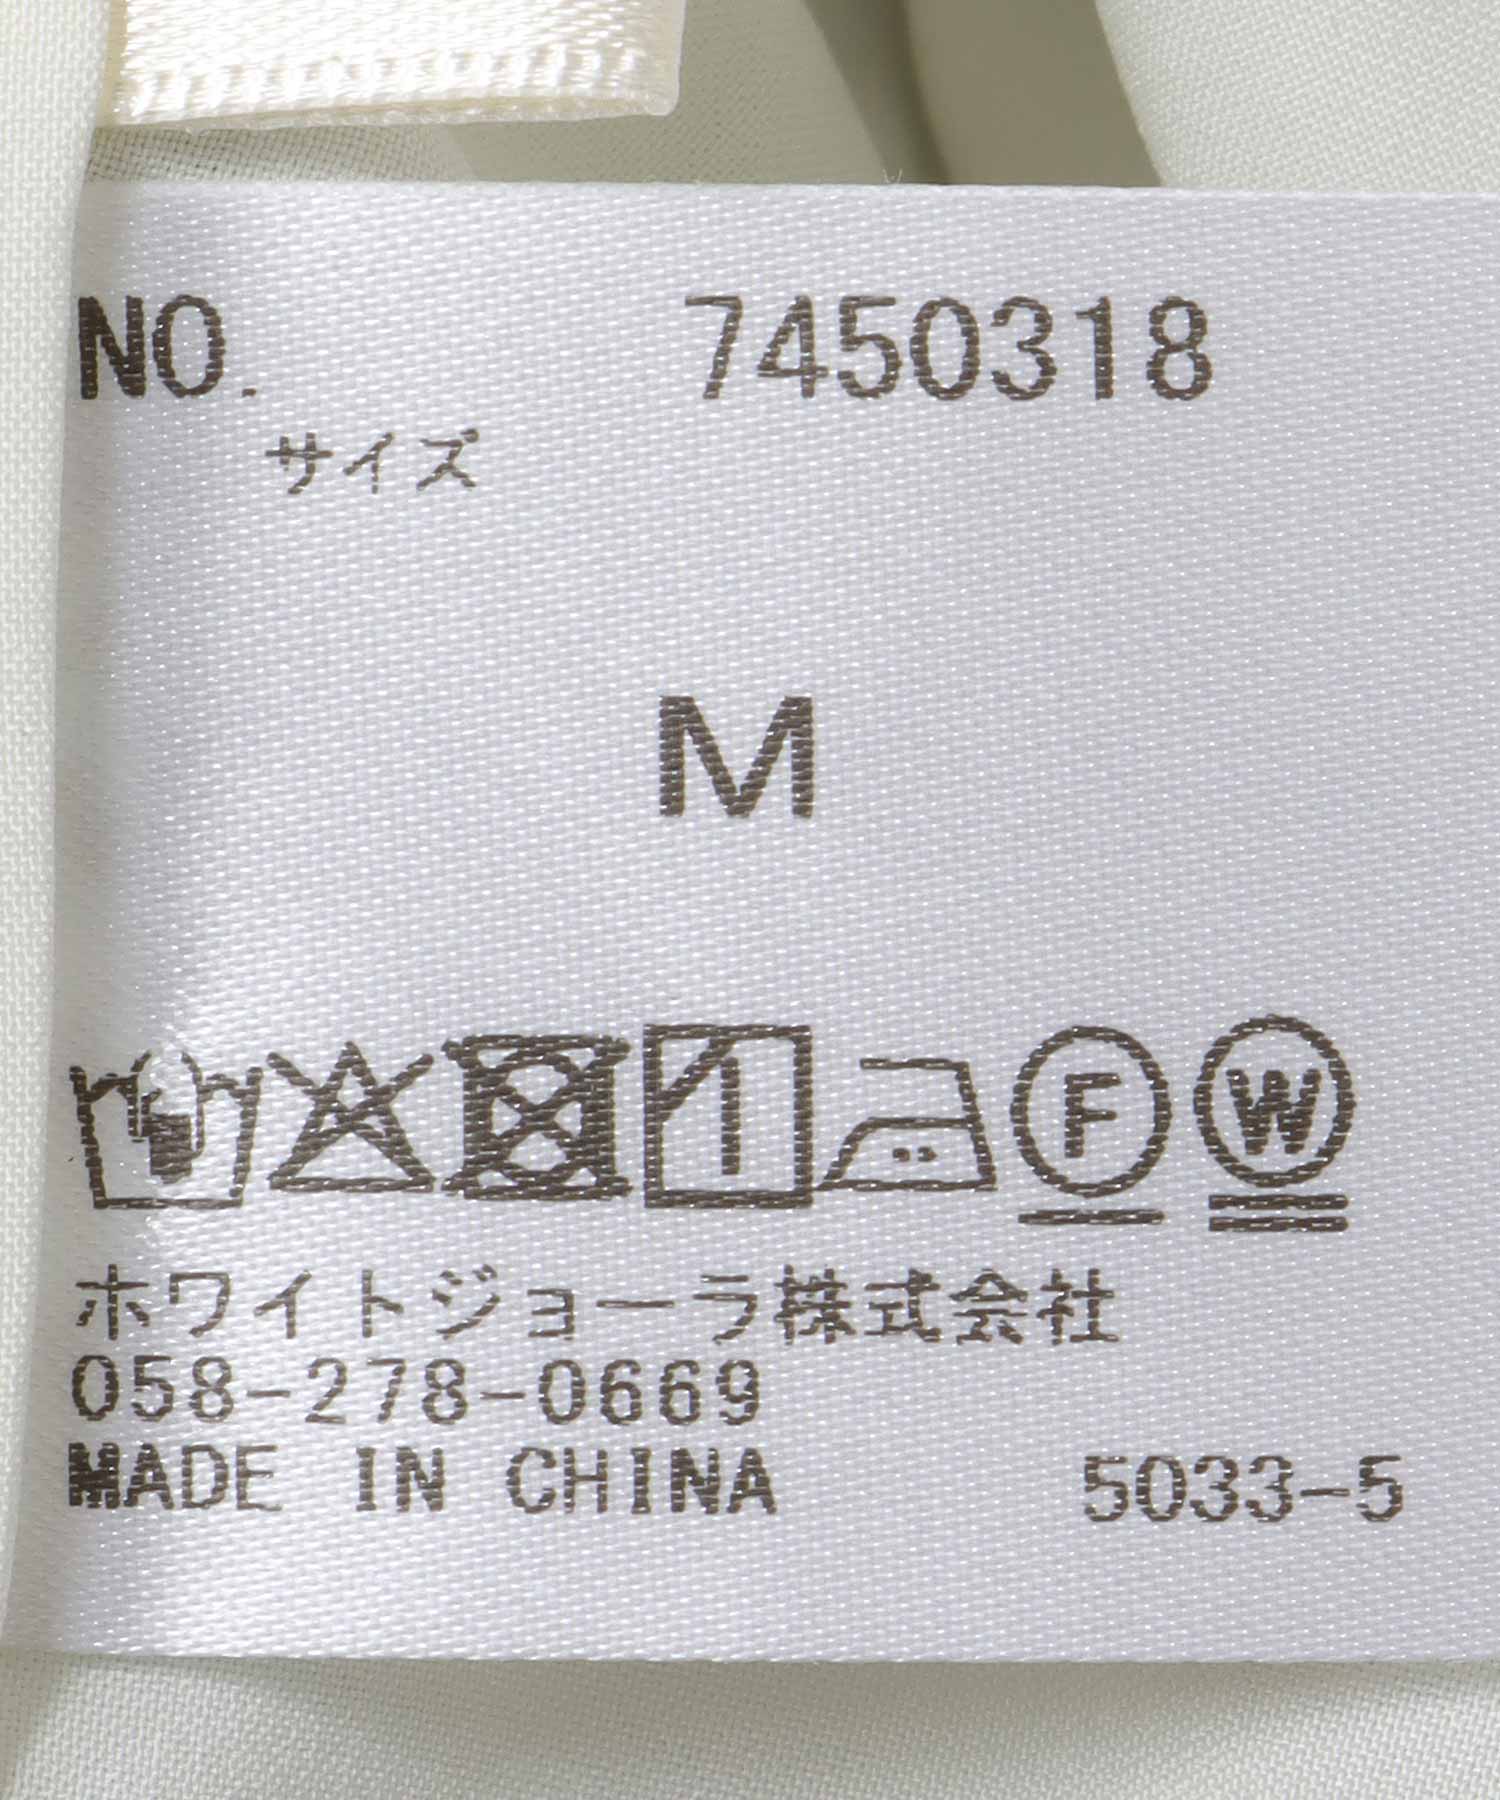 NO. 7450318
サイズ
M
F W
ホワイトジョーラ株式会社
058-278-0669
MADE IN CHINA 5033-5